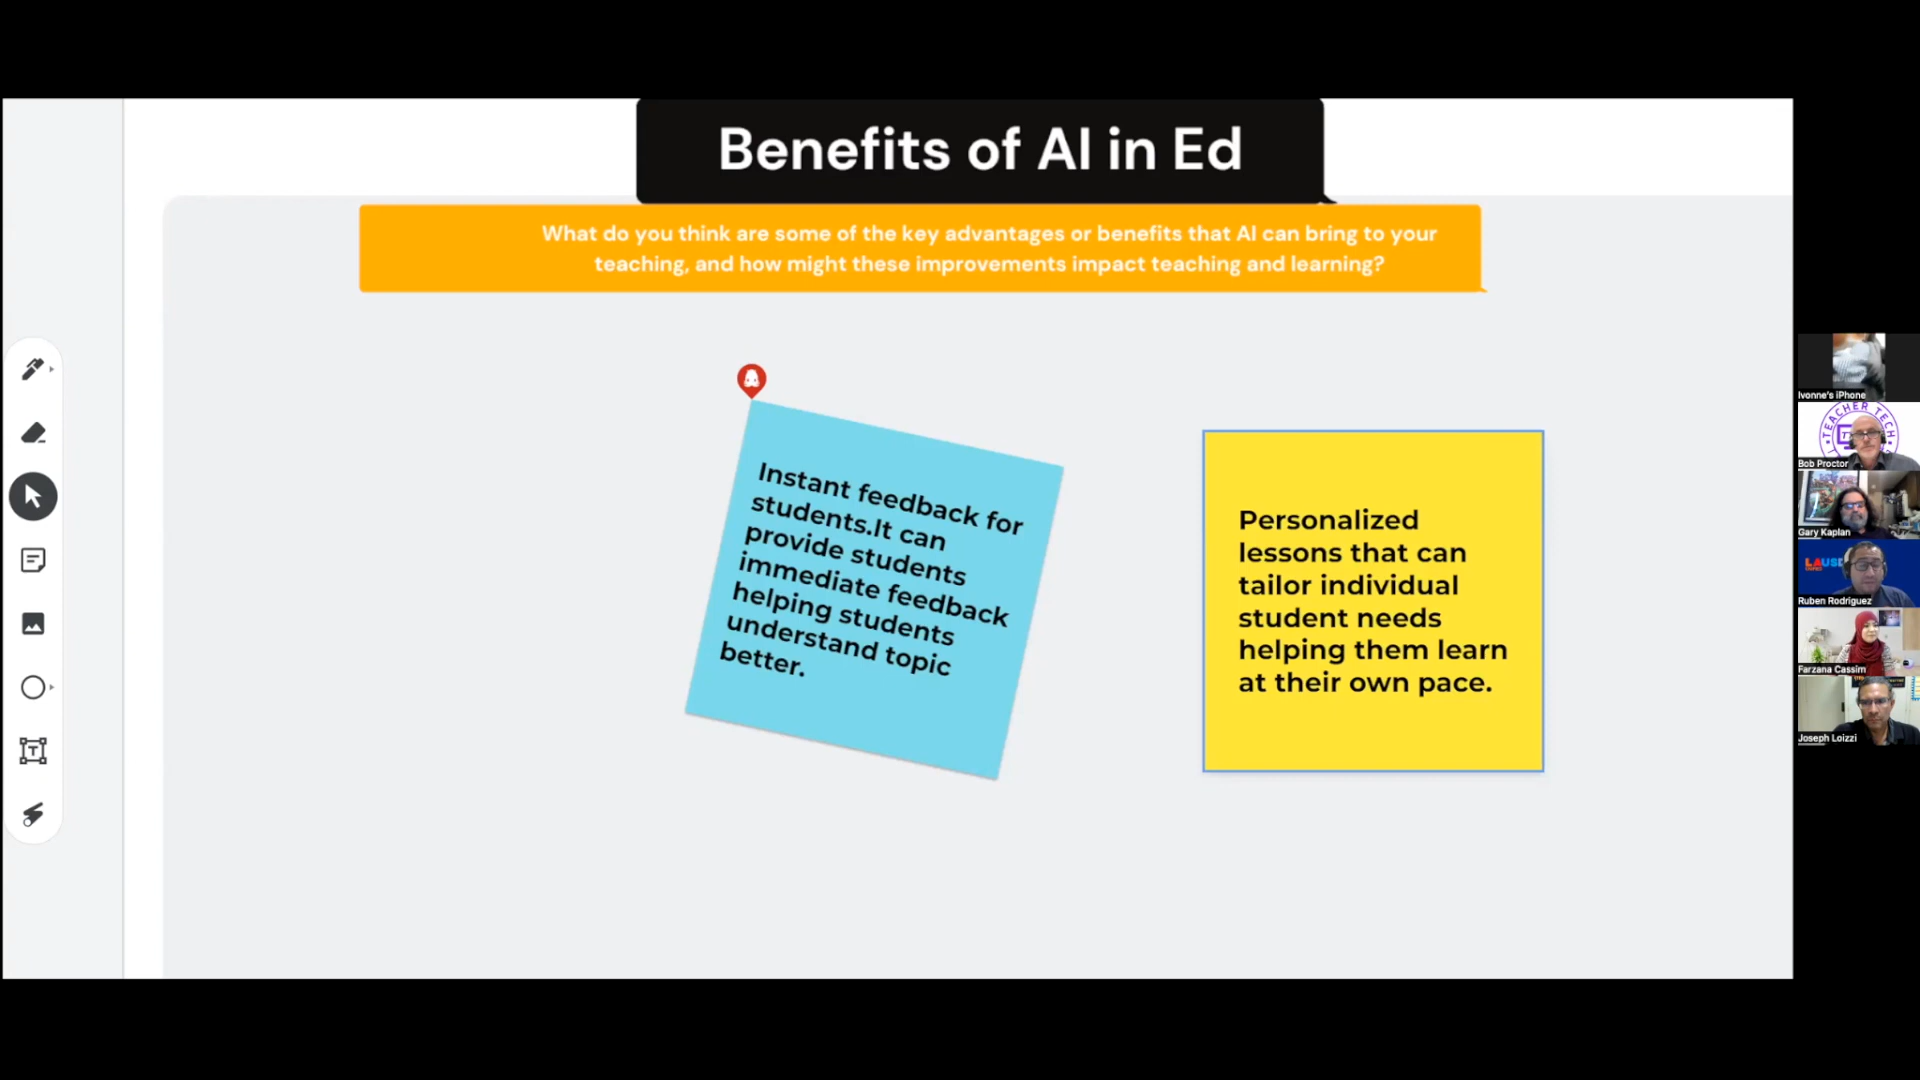 Benefits of AI in Ed
What do you think are some of the key advantages or benefits that AI can bring to your
teaching, and how might these improvements impact teaching and learning?
Instant feedback for
students.It can
provide students
immediate feedback
helping students
understand topic
better.
Personalized
lessons that can
tailor individual
student needs
helping them learn
at their own pace.
Ivonne's iPhone
TEACHER TECH
Bob Proctor
Gary Kaplan
LAUSD
Ruben Rodriguez
Farzana Cassim
Joseph Loizzi